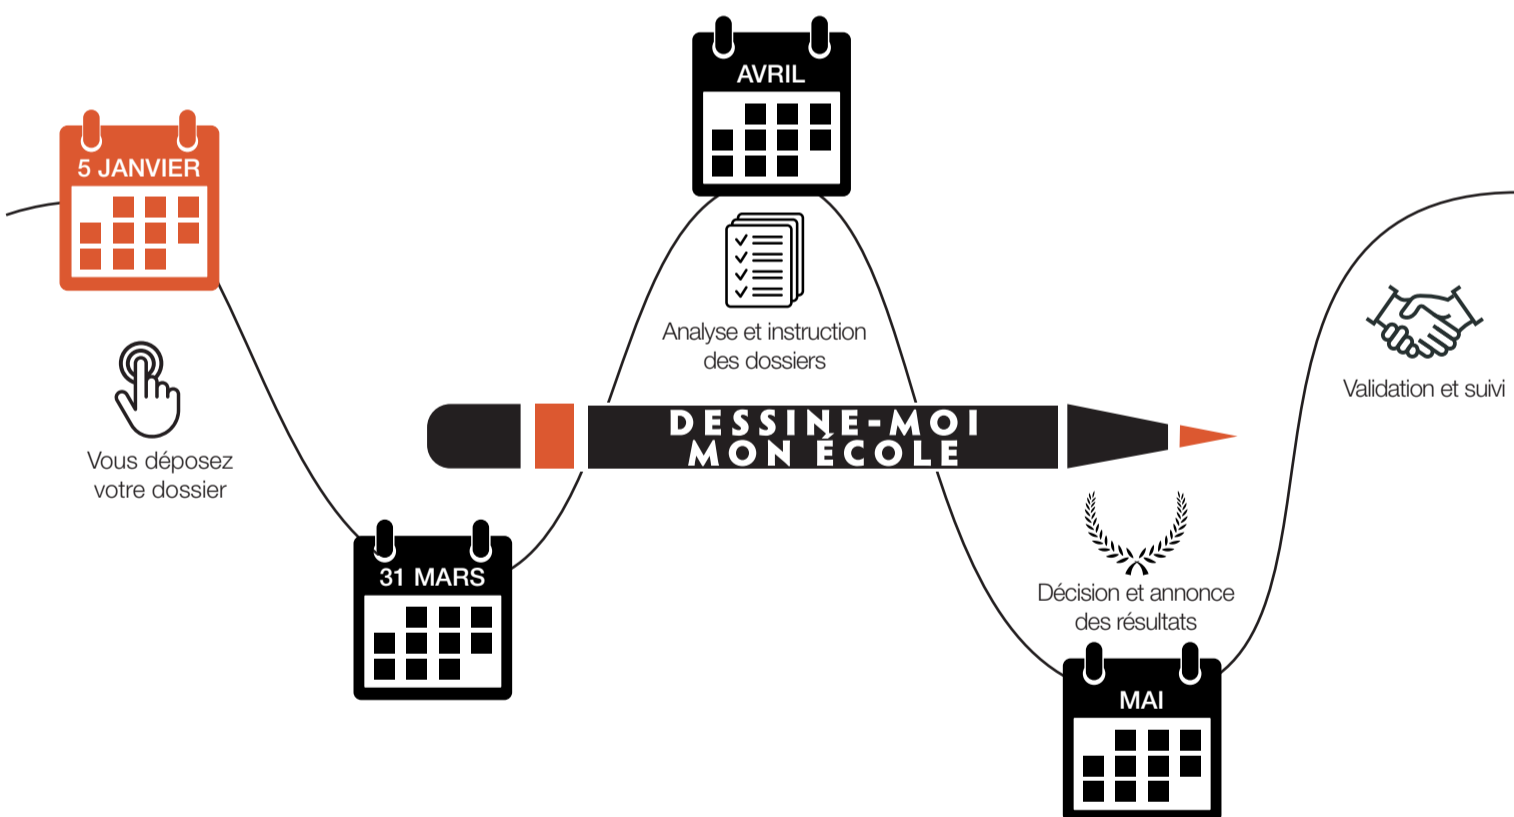 5 JANVIER
Vous déposez
votre dossier
31 MARS
AVRIL
Analyse et instruction
des dossiers
DESSINE-MOI
MON ÉCOLE
Décision et annonce
des résultats
MAI
Validation et suivi